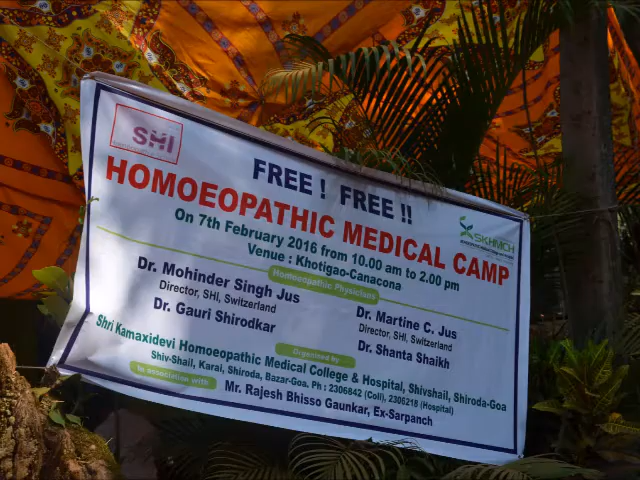 SHI
FREE ! FREE !!
SKHMCH
HOMOEOPATHIC MEDICAL CAMP
On 7th February 2016 from 10.00 am to 2.00 pm
Venue : Khotigao-Canacona
Homoeopathic Physicians
Dr. Mohinder Singh Jus
Director, SHI, Switzerland
Dr. Martine C. Jus
Director, SHI, Switzerland
Dr. Gauri Shirodkar
Dr. Shanta Shaikh
Organised by
Shri Kamaxidevi Homoeopathic Medical College & Hospital, Shivshail, Shiroda-Goa
Shiv-Shail, Karai, Shiroda, Bazar-Goa. Ph : 2306842 (Coll), 2306218 (Hospital)
In association with
Mr. Rajesh Bhisso Gaunkar, Ex-Sarpanch